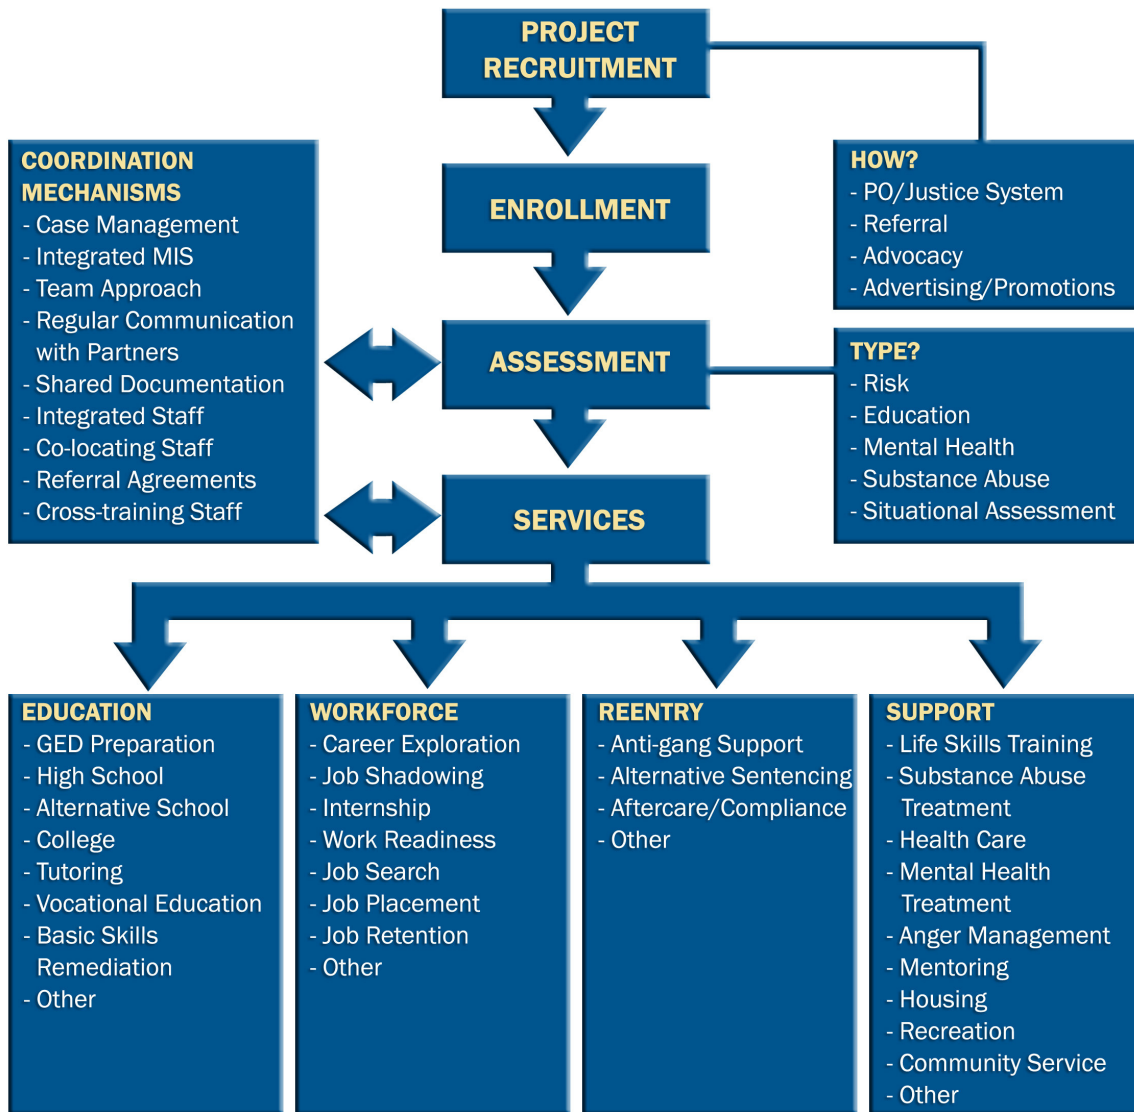 PROJECT
RECRUITMENT
COORDINATION
MECHANISMS
- Case Management
- Integrated MIS
- Team Approach
- Regular Communication
with Partners
- Shared Documentation
- Integrated Staff
- Co-locating Staff
- Referral Agreements
- Cross-training Staff
ENROLLMENT
HOW?
- PO/Justice System
- Referral
- Advocacy
- Advertising/Promotions
ASSESSMENT
TYPE?
- Risk
- Education
- Mental Health
- Substance Abuse
- Situational Assessment
SERVICES
EDUCATION
- GED Preparation
- High School
- Alternative School
- College
- Tutoring
- Vocational Education
- Basic Skills
Remediation
- Other
WORKFORCE
- Career Exploration
- Job Shadowing
- Internship
- Work Readiness
- Job Search
- Job Placement
- Job Retention
- Other
REENTRY
- Anti-gang Support
- Alternative Sentencing
- Aftercare/Compliance
- Other
SUPPORT
- Life Skills Training
- Substance Abuse
Treatment
- Health Care
- Mental Health
Treatment
- Anger Management
- Mentoring
- Housing
- Recreation
- Community Service
- Other